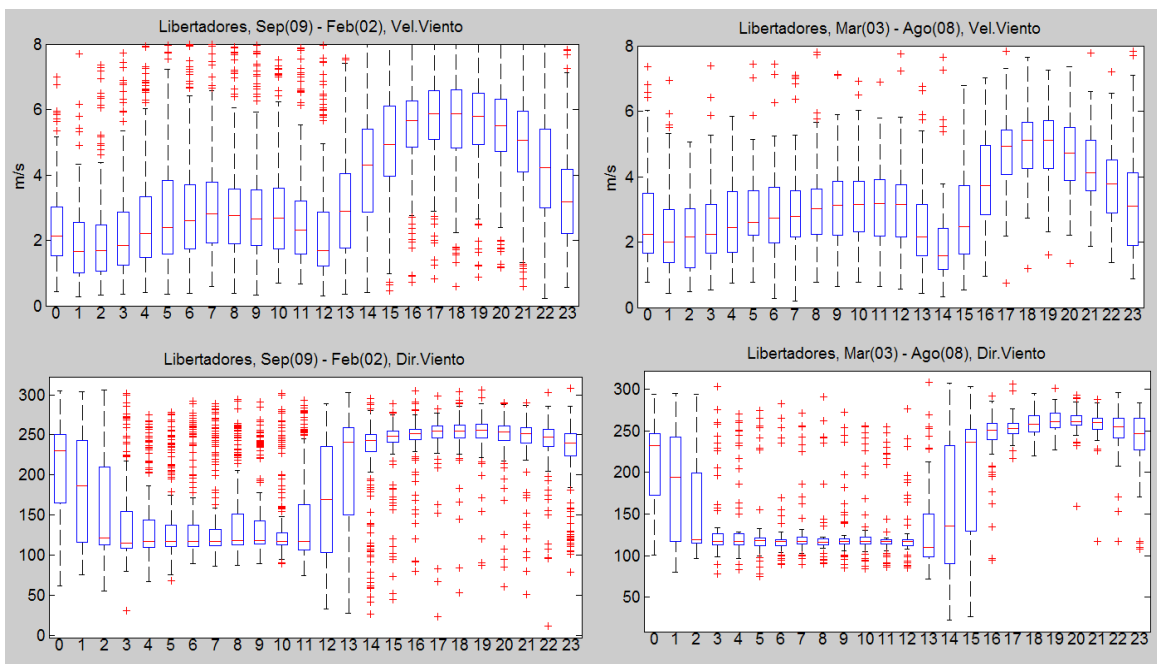 Libertadores, Sep(09) - Feb(02), Vel.Viento
8
6
4
2
0
m/s
0 1 2 3 4 5 6 7 8 9 10 11 12 13 14 15 16 17 18 19 20 21 22 23
Libertadores, Mar(03) - Ago(08), Vel.Viento
8
6
4
2
0
m/s
0 1 2 3 4 5 6 7 8 9 10 11 12 13 14 15 16 17 18 19 20 21 22 23
Libertadores, Sep(09) - Feb(02), Dir.Viento
300
250
200
150
100
50
0
0 1 2 3 4 5 6 7 8 9 10 11 12 13 14 15 16 17 18 19 20 21 22 23
Libertadores, Mar(03) - Ago(08), Dir.Viento
300
250
200
150
100
50
0 1 2 3 4 5 6 7 8 9 10 11 12 13 14 15 16 17 18 19 20 21 22 23